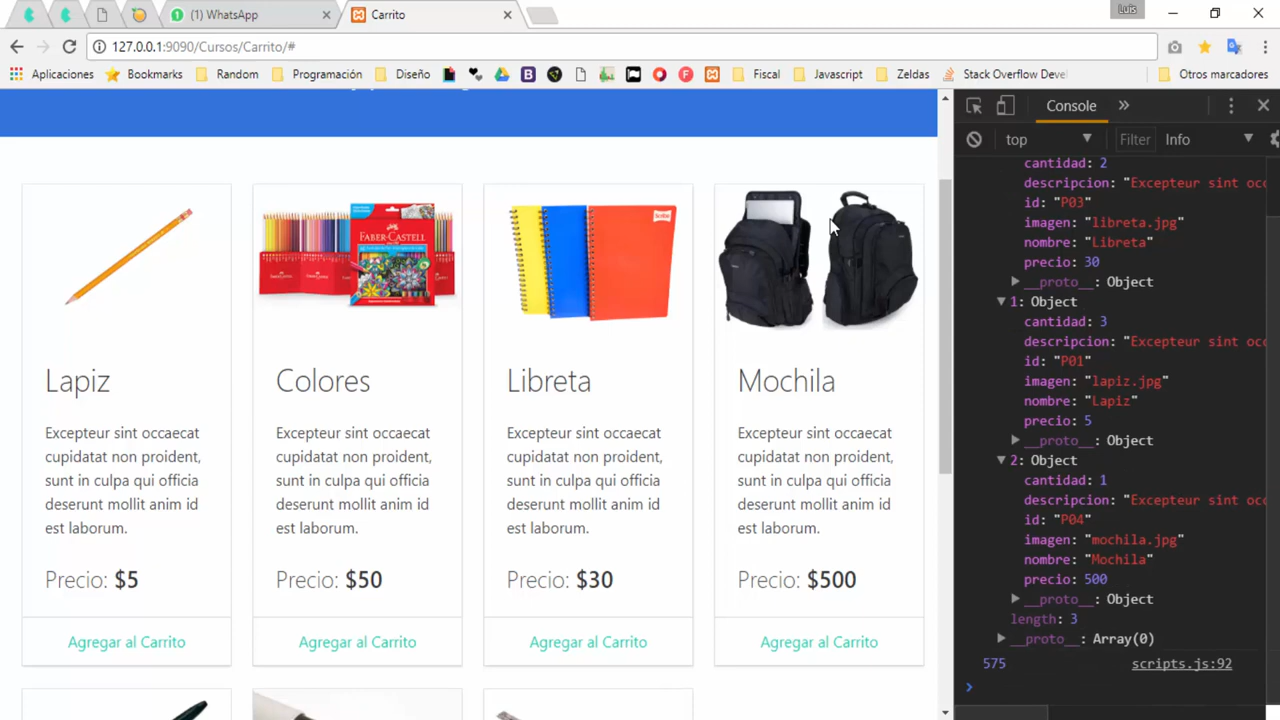 Luis
(1) WhatsApp
Carrito
127.0.0.1:9090/Cursos/Carrito/#
Aplicaciones
Bookmarks
Random
Programación
Diseño
Fiscal
Javascript
Zeldas
Stack Overflow Devel
Otros marcadores
Console
top
Filter
Info
FABER-CASTELL
Scribe
Lapiz
Excepteur sint occaecat
cupidatat non proident,
sunt in culpa qui officia
deserunt mollit anim id
est laborum.
Precio: $5
Agregar al Carrito
Colores
Excepteur sint occaecat
cupidatat non proident,
sunt in culpa qui officia
deserunt mollit anim id
est laborum.
Precio: $50
Agregar al Carrito
Libreta
Excepteur sint occaecat
cupidatat non proident,
sunt in culpa qui officia
deserunt mollit anim id
est laborum.
Precio: $30
Agregar al Carrito
Mochila
Excepteur sint occaecat
cupidatat non proident,
sunt in culpa qui officia
deserunt mollit anim id
est laborum.
Precio: $500
Agregar al Carrito
cantidad: 2
descripcion: "Excepteur sint occ
id: "P03"
imagen: "libreta.jpg"
nombre: "Libreta"
precio: 30
__proto__: Object
1: Object
cantidad: 3
descripcion: "Excepteur sint occ
id: "P01"
imagen: "lapiz.jpg"
nombre: "Lapiz"
precio: 5
__proto__: Object
2: Object
cantidad: 1
descripcion: "Excepteur sint occ
id: "P04"
imagen: "mochila.jpg"
nombre: "Mochila"
precio: 500
__proto__: Object
length: 3
__proto__: Array(0)
575 scripts.js:92